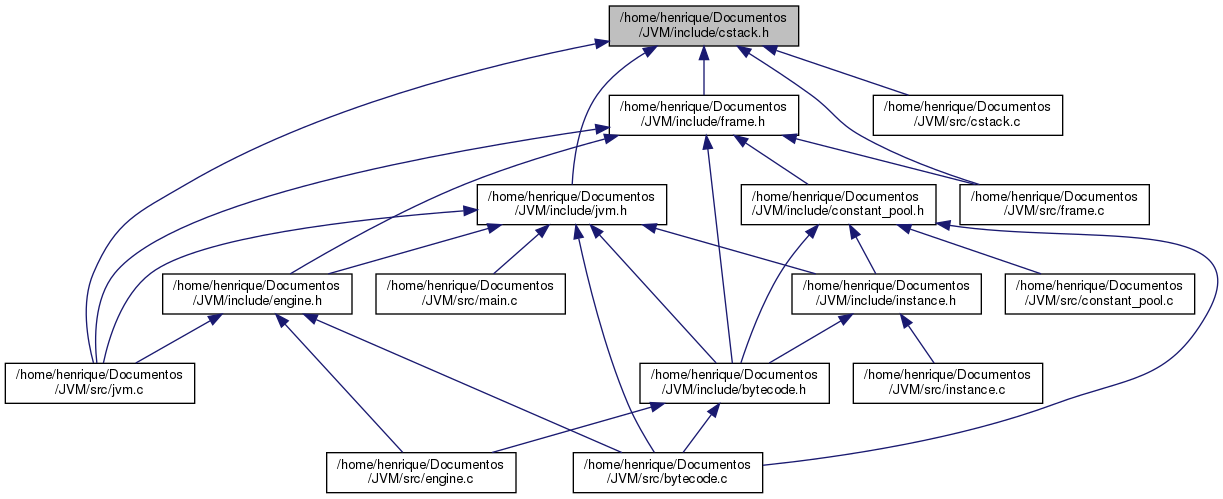 /home/henrique/Documentos
/JVM/include/cstack.h
/home/henrique/Documentos
/JVM/include/frame.h
/home/henrique/Documentos
/JVM/src/cstack.c
/home/henrique/Documentos
/JVM/include/jvm.h
/home/henrique/Documentos
/JVM/include/constant_pool.h
/home/henrique/Documentos
/JVM/src/frame.c
/home/henrique/Documentos
/JVM/include/engine.h
/home/henrique/Documentos
/JVM/src/main.c
/home/henrique/Documentos
/JVM/include/instance.h
/home/henrique/Documentos
/JVM/src/constant_pool.c
/home/henrique/Documentos
/JVM/src/jvm.c
/home/henrique/Documentos
/JVM/include/bytecode.h
/home/henrique/Documentos
/JVM/src/instance.c
/home/henrique/Documentos
/JVM/src/engine.c
/home/henrique/Documentos
/JVM/src/bytecode.c